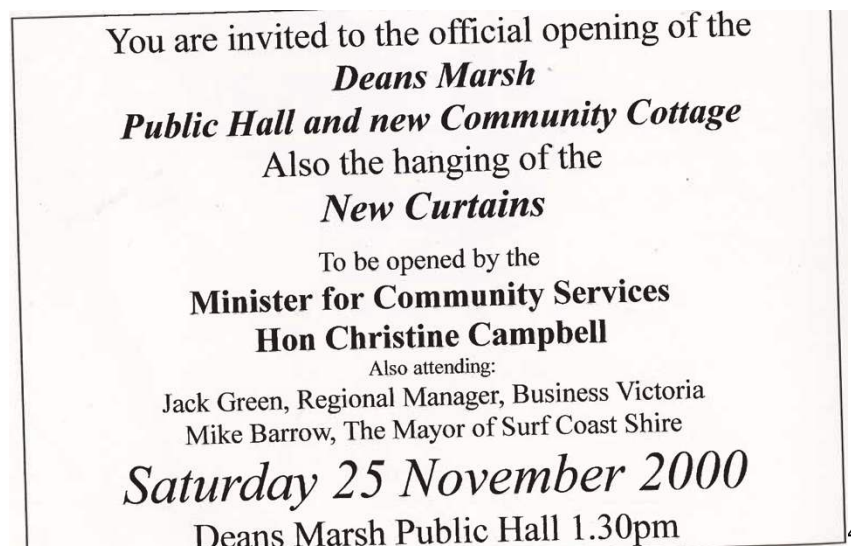 You are invited to the official opening of the
Deans Marsh
Public Hall and new Community Cottage
Also the hanging of the
New Curtains
To be opened by the
Minister for Community Services
Hon Christine Campbell
Also attending:
Jack Green, Regional Manager, Business Victoria
Mike Barrow, The Mayor of Surf Coast Shire
Saturday 25 November 2000
Deans Marsh Public Hall 1.30pm